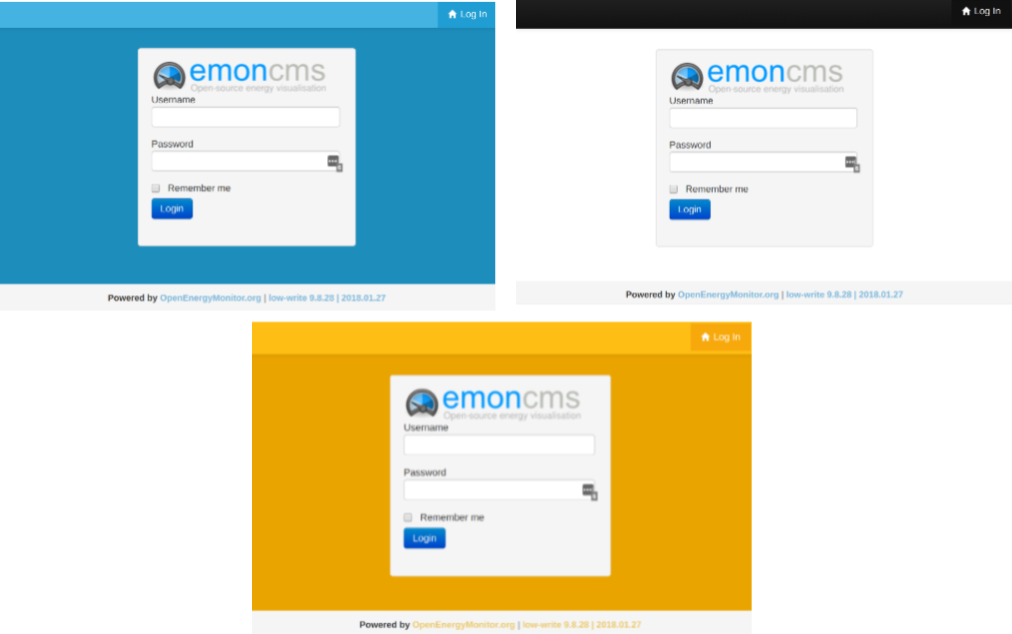 Log In
emoncms
Open-source energy visualisation
Username
Password
Remember me
Login
Powered by OpenEnergyMonitor.org | low-write 9.8.28 | 2018.01.27
Log In
emoncms
Open-source energy visualisation
Username
Password
Remember me
Login
Powered by OpenEnergyMonitor.org | low-write 9.8.28 | 2018.01.27
Log In
emoncms
Open-source energy visualisation
Username
Password
Remember me
Login
Powered by OpenEnergyMonitor.org | low-write 9.8.28 | 2018.01.27